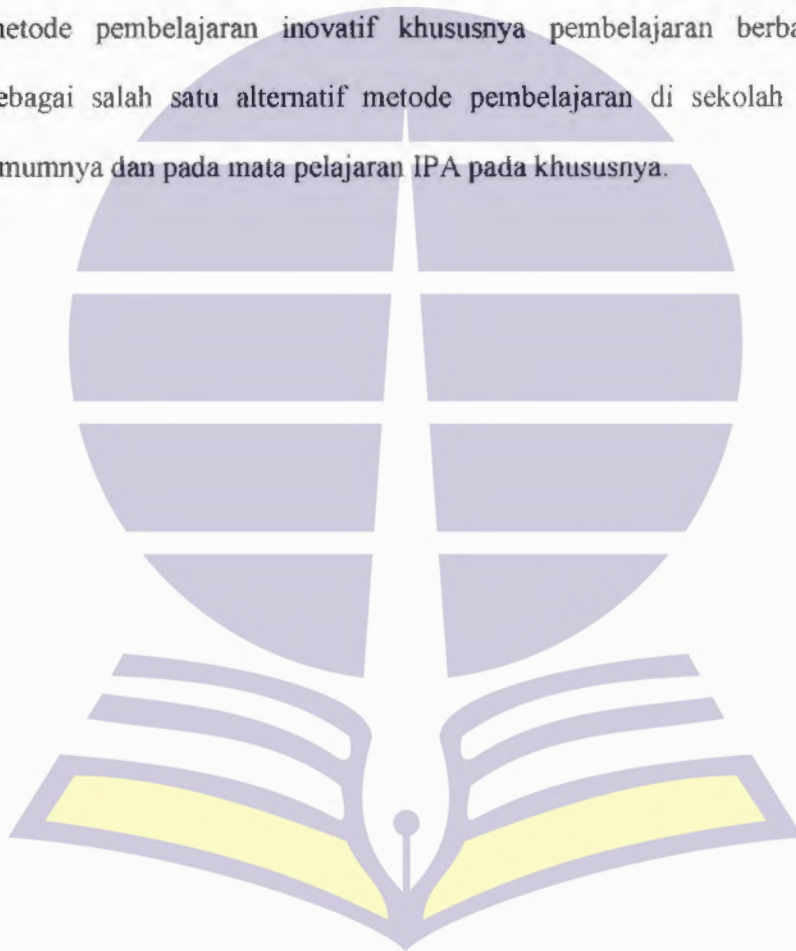 metode pembelajaran inovatif khususnya pembelajaran
sebagai salah satu alternatif metode pembelajaran di sekolah
umumnya dan pada mata pelajaran IPA pada khususnya.